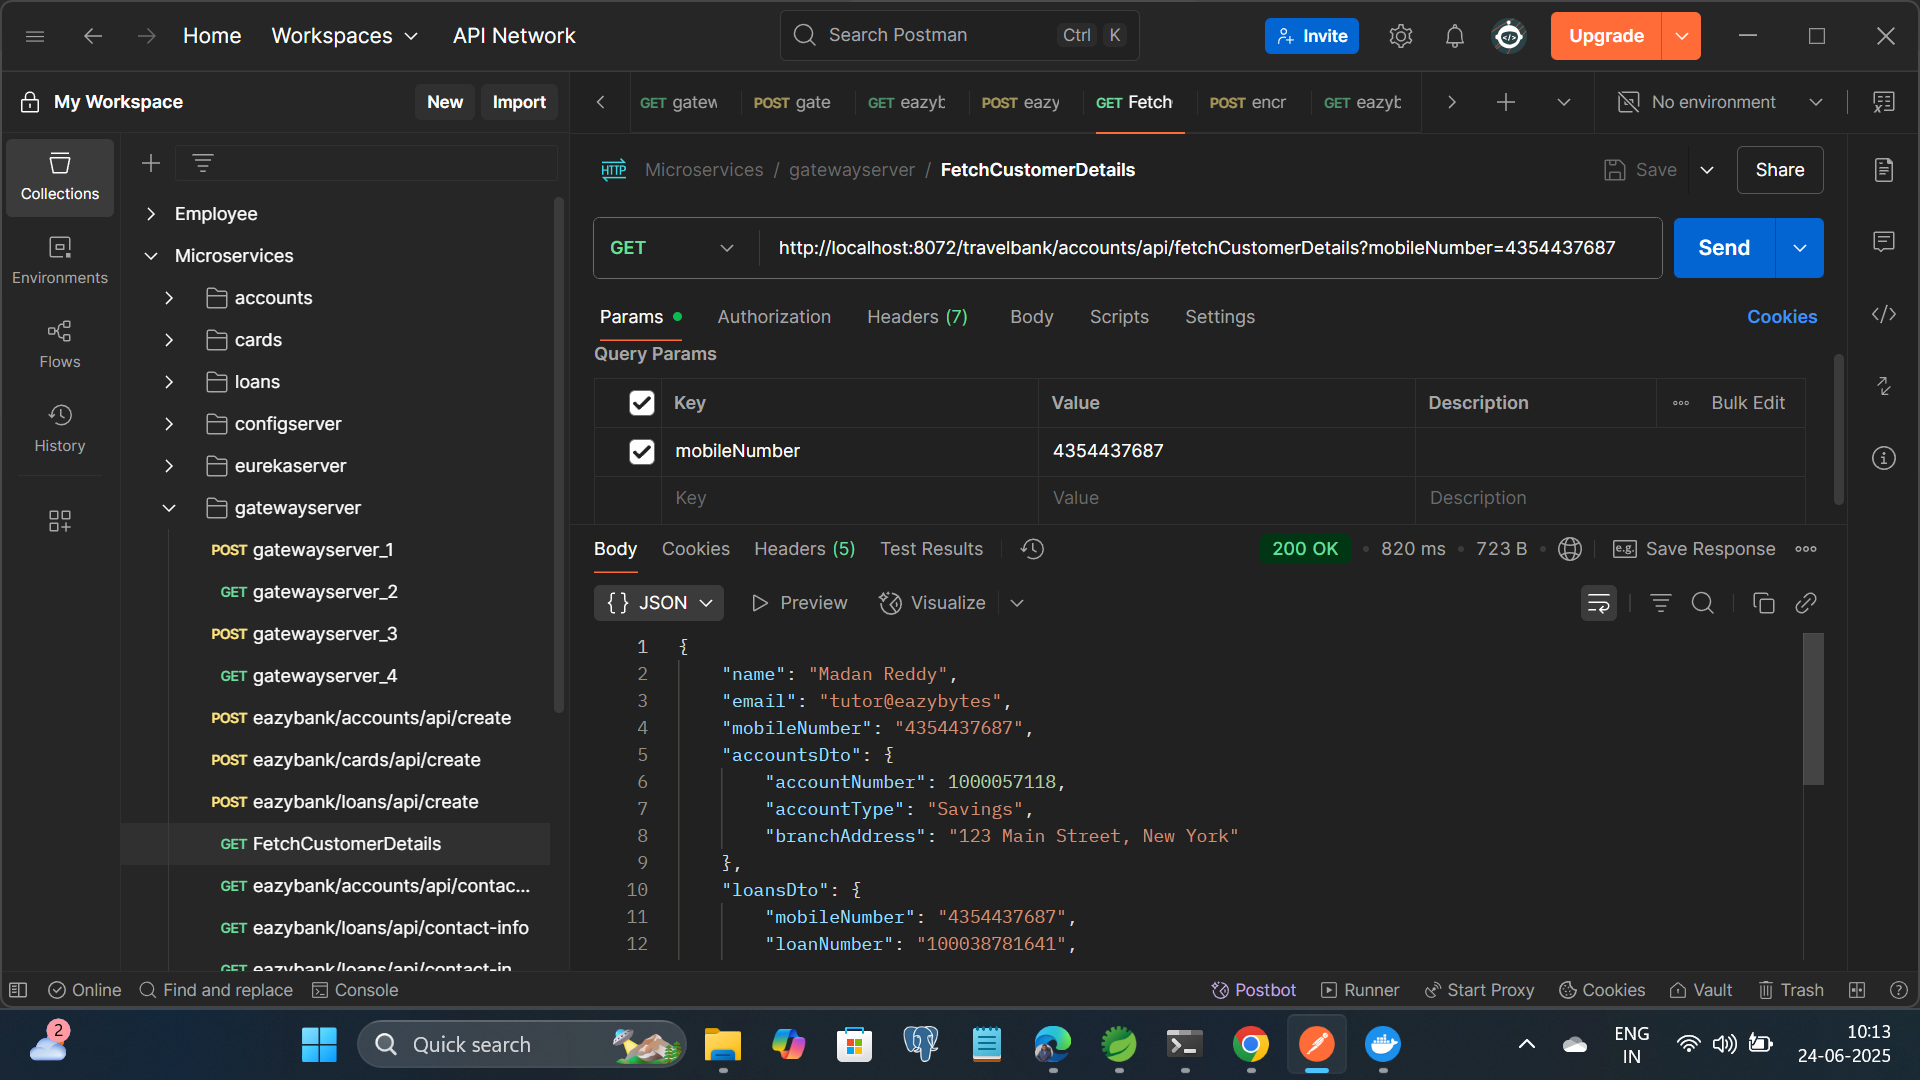 Home
Workspaces
API Network
Search Postman
Ctrl K
Invite
Upgrade
My Workspace
New
Import
GET gatew
POST gate
GET eazyb
POST eazy
GET Fetch
POST encr
GET eazyb
No environment
Collections
Environments
Flows
History
Employee
Microservices
accounts
cards
loans
configserver
eurekaserver
gatewayserver
POST gatewayserver_1
GET gatewayserver_2
POST gatewayserver_3
GET gatewayserver_4
POST eazybank/accounts/api/create
POST eazybank/cards/api/create
POST eazybank/loans/api/create
GET FetchCustomerDetails
GET eazybank/accounts/api/contac...
GET eazybank/loans/api/contact-info
GET eazybank/loans/api/contact-in
HTTP
Microservices / gatewayserver / FetchCustomerDetails
Save
Share
GET
http://localhost:8072/travelbank/accounts/api/fetchCustomerDetails?mobileNumber=4354437687
Send
Params
Authorization
Headers (7)
Body
Scripts
Settings
Cookies
Query Params
Key Value Description Bulk Edit
mobileNumber 4354437687
Key Value Description
Body
Cookies
Headers (5)
Test Results
200 OK
820 ms
723 B
e.g. Save Response
{} JSON
Preview
Visualize
1 {
2 "name": "Madan Reddy",
3 "email": "tutor@eazybytes",
4 "mobileNumber": "4354437687",
5 "accountsDto": {
6 "accountNumber": 1000057118,
7 "accountType": "Savings",
8 "branchAddress": "123 Main Street, New York"
9 },
10 "loansDto": {
11 "mobileNumber": "4354437687",
12 "loanNumber": "100038781641",
Online
Find and replace
Console
Postbot
Runner
Start Proxy
Cookies
Vault
Trash
2
Quick search
ENG
IN
10:13
24-06-2025